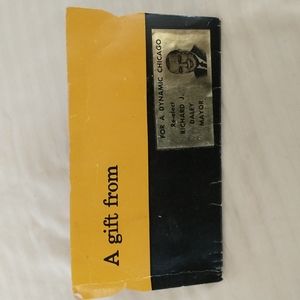 FOR A DYNAMIC CHICAGO
Re-elect
RICHARD J.
DALEY
MAYOR
A gift from